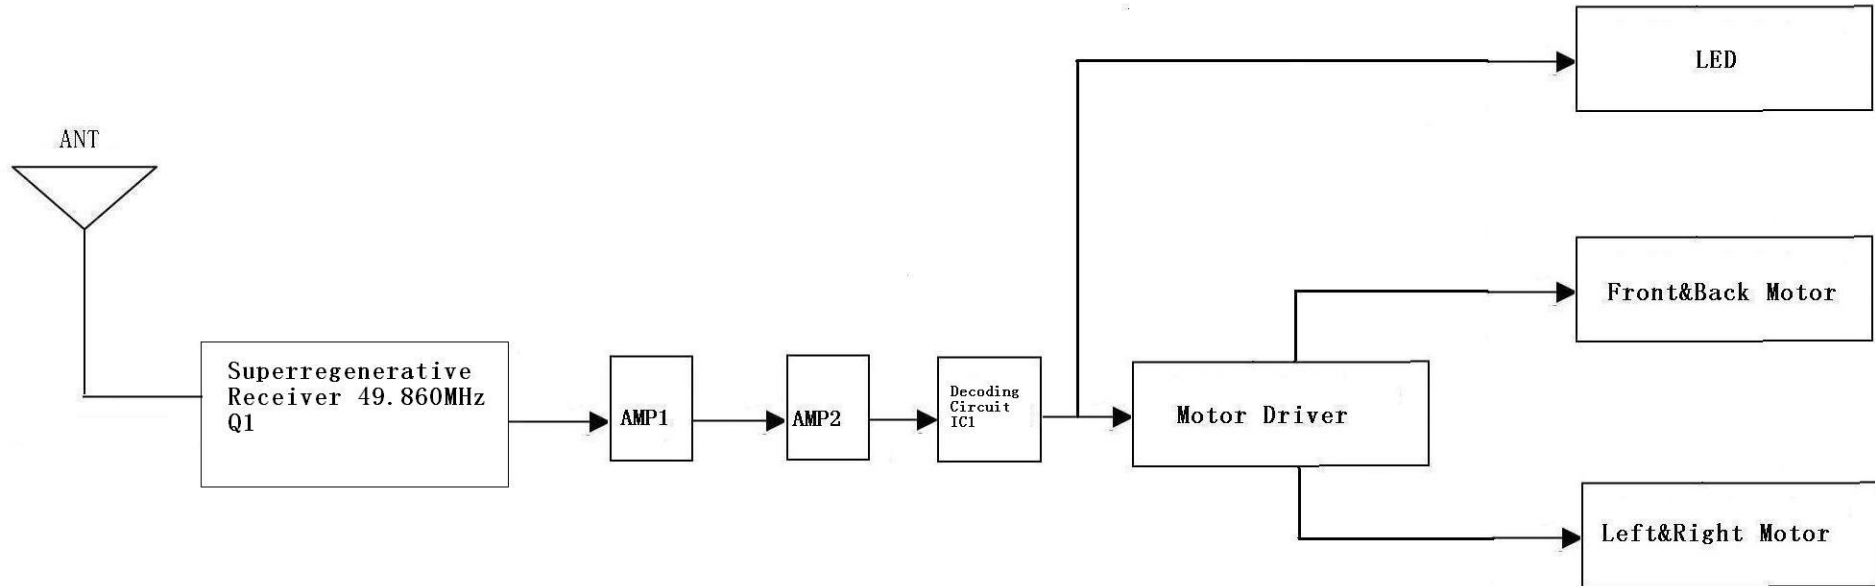 LED
ANT
Front&Back Motor
Superregenerative
Receiver 49.860MHz
Q1
AMP1
AMP2
Decoding
Circuit
IC1
Motor Driver
Left&Right Motor